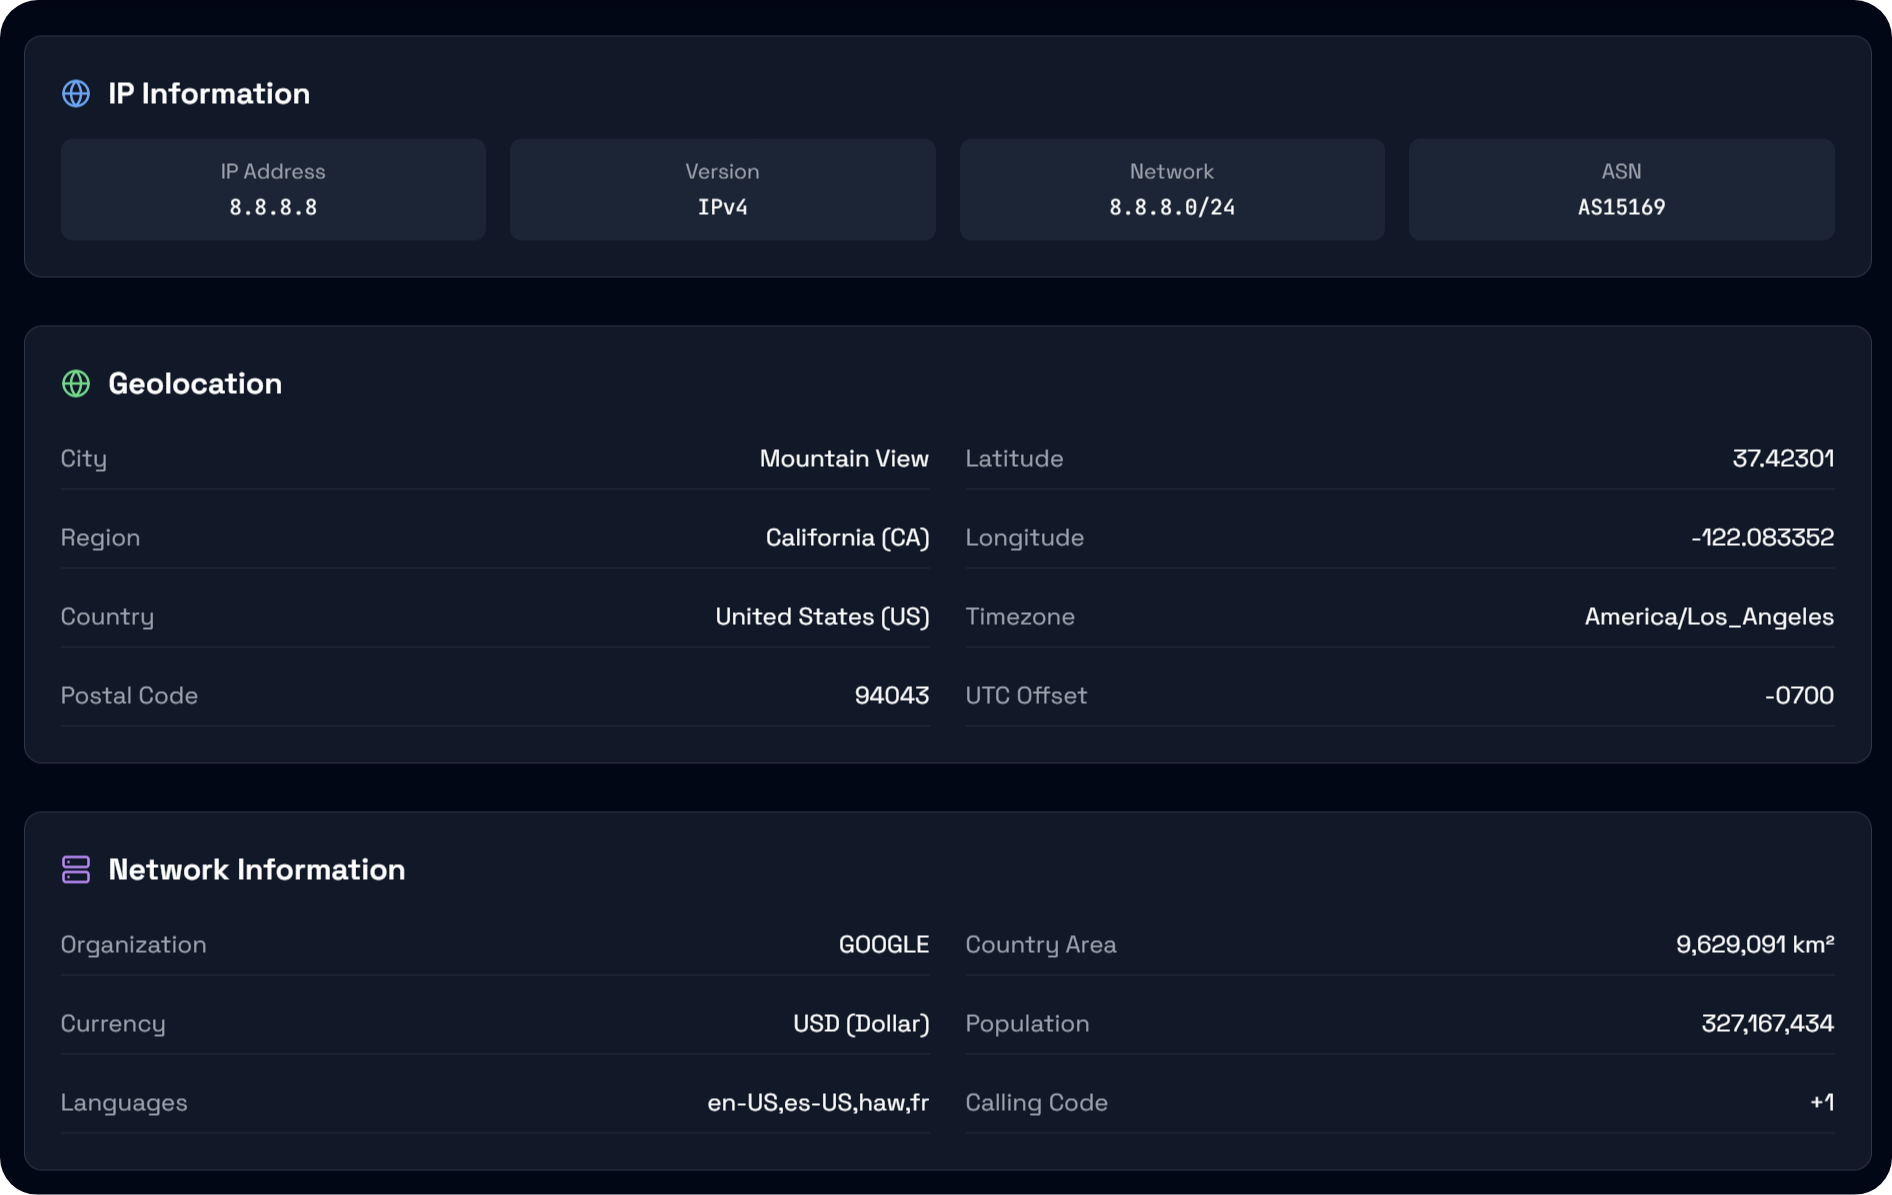 IP Information
IP Address
8.8.8.8
Version
IPv4
Network
8.8.8.0/24
ASN
AS15169
Geolocation
City Mountain View
Latitude 37.42301
Region California (CA)
Longitude -122.083352
Country United States (US)
Timezone America/Los_Angeles
Postal Code 94043
UTC Offset -0700
Network Information
Organization GOOGLE
Country Area 9,629,091 km²
Currency USD (Dollar)
Population 327,167,434
Languages en-US,es-US,haw,fr
Calling Code +1